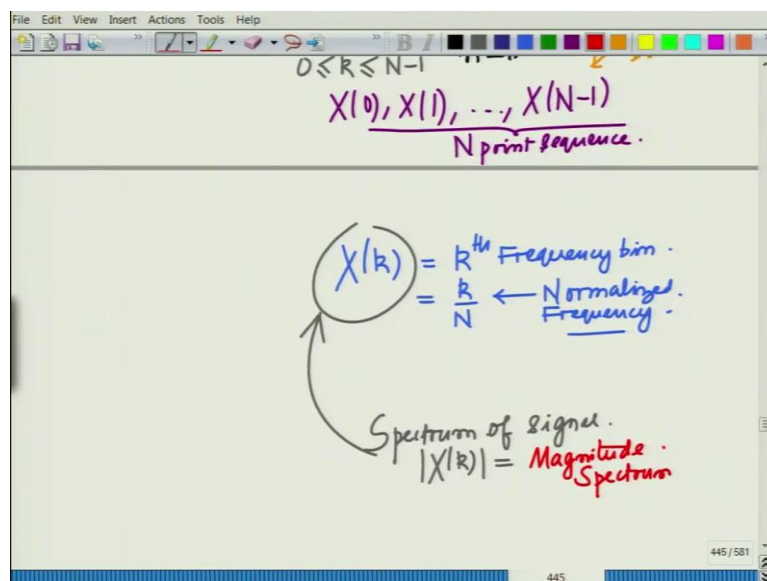 File Edit View Insert Actions Tools Help
B I
0 ≤ k ≤ N-1
X(0), X(1), ..., X(N-1)
N point sequence.
X(k) = kth Frequency bin.
= k/N ← Normalized
Frequency.
Spectrum of signal.
|X(k)| = Magnitude
Spectrum
445 / 581
445